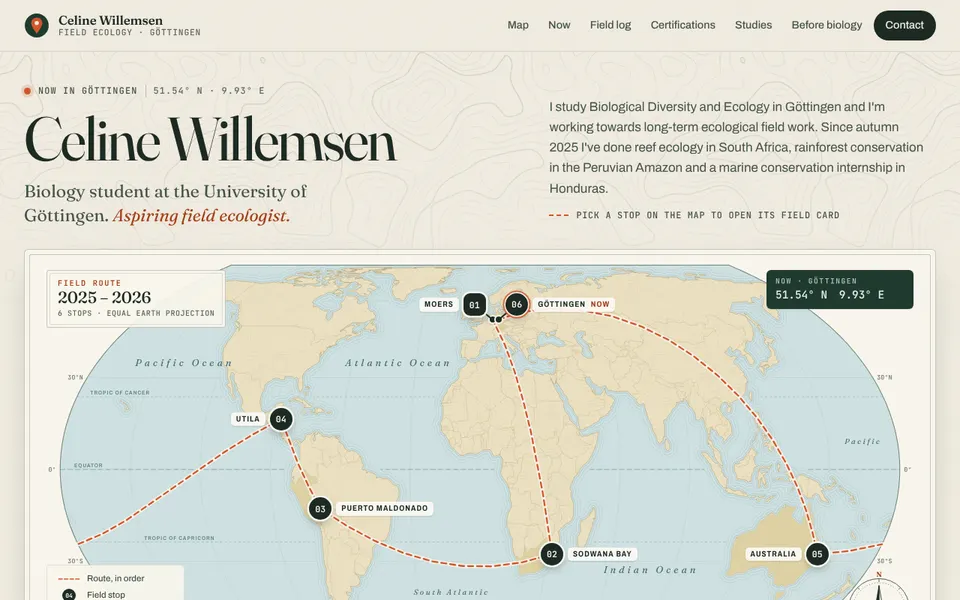 Celine Willemsen
FIELD ECOLOGY · GÖTTINGEN
Map
Now
Field log
Certifications
Studies
Before biology
Contact
NOW IN GÖTTINGEN
51.54° N · 9.93° E
Celine Willemsen
Biology student at the University of
Göttingen. Aspiring field ecologist.
I study Biological Diversity and Ecology in Göttingen and I'm
working towards long-term ecological field work. Since autumn
2025 I've done reef ecology in South Africa, rainforest conservation
in the Peruvian Amazon and a marine conservation internship in
Honduras.
PICK A STOP ON THE MAP TO OPEN ITS FIELD CARD
FIELD ROUTE
2025 – 2026
6 STOPS · EQUAL EARTH PROJECTION
NOW · GÖTTINGEN
51.54° N 9.93° E
MOERS
01
06
GÖTTINGEN NOW
Pacific Ocean
Atlantic Ocean
30°N
30°N
TROPIC OF CANCER
UTILA
04
Pacific
EQUATOR
0°
0°
03
PUERTO MALDONADO
TROPIC OF CAPRICORN
02
SODWANA BAY
AUSTRALIA
05
30°S
30°S
Indian Ocean
N
Route, in order
04
Field stop
South Atlantic